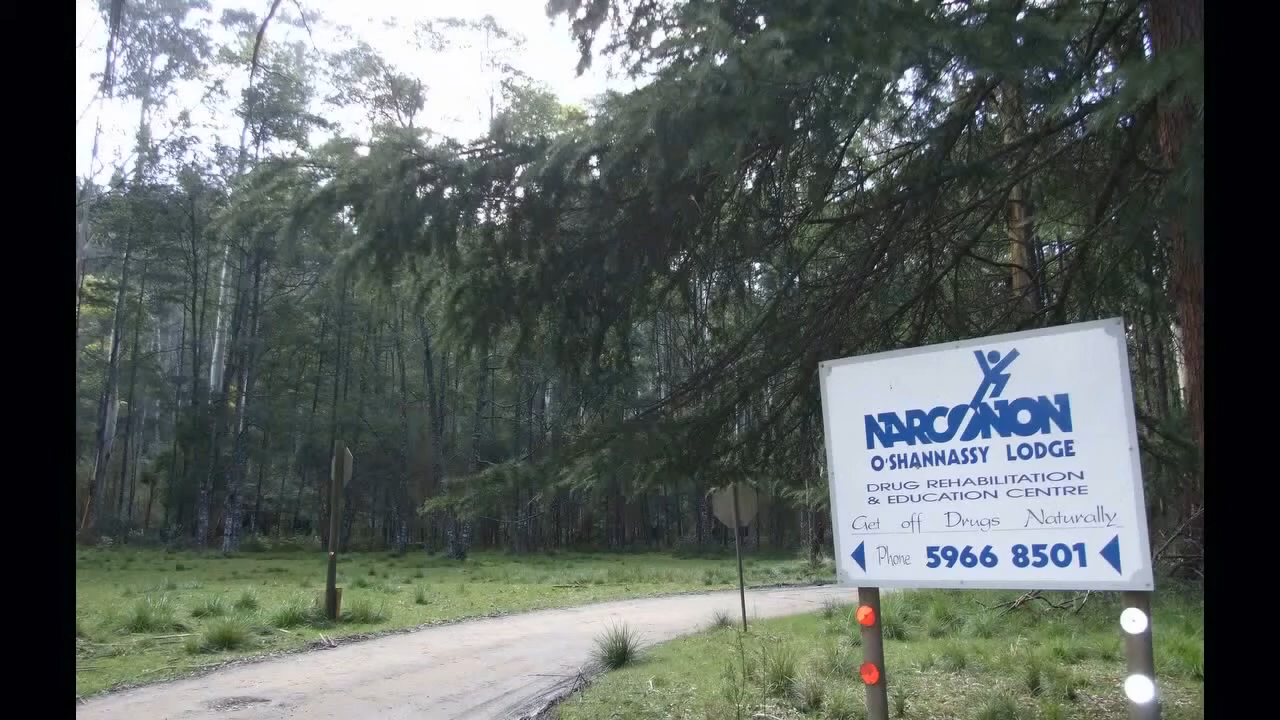 NARCONON
O'SHANNASSY LODGE
DRUG REHABILITATION
& EDUCATION CENTRE
Get off Drugs Naturally
Phone 5966 8501